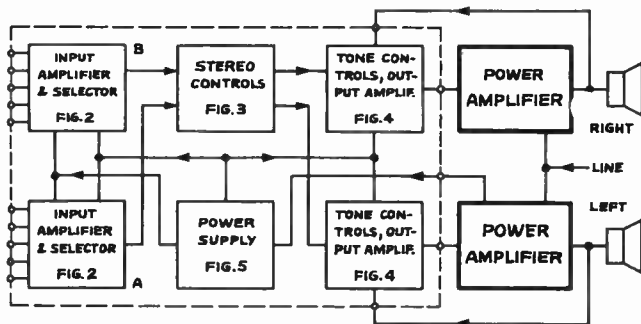 INPUT
AMPLIFIER
& SELECTOR
FIG.2
B
STEREO
CONTROLS
FIG.3
TONE CON-
TROLS, OUT-
PUT AMPLIF.
FIG.4
POWER
AMPLIFIER
RIGHT
LINE
INPUT
AMPLIFIER
& SELECTOR
FIG.2
A
POWER
SUPPLY
FIG.5
TONE CON-
TROLS, OUT-
PUT AMPLIF.
FIG.4
POWER
AMPLIFIER
LEFT